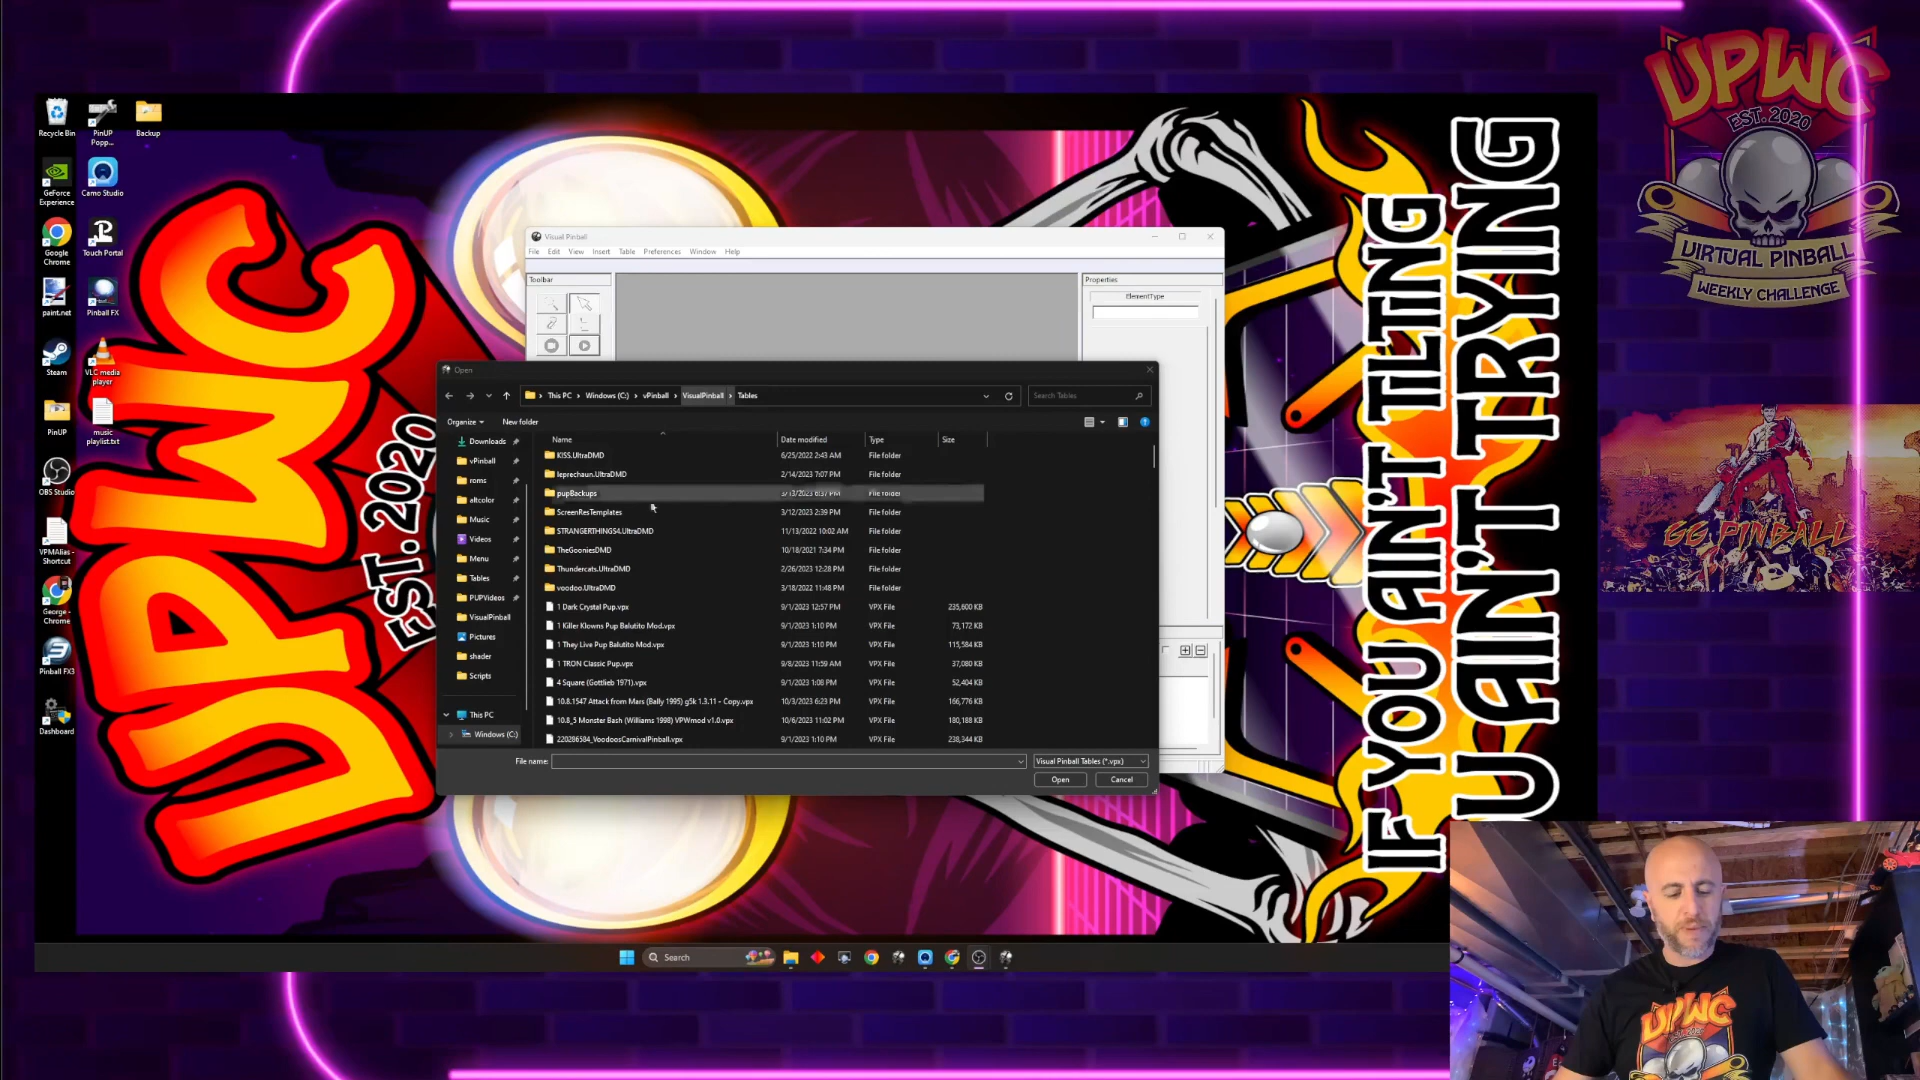 UPWC
EST. 2020
VIRTUAL PINBALL
WEEKLY CHALLENGE
GG PINBALL
UPWC
EST. 2020
IF YOU AIN'T TILTING
U AIN'T TRYING
Recycle Bin
PinUP
Popp...
Backup
GeForce
Experience
Camo Studio
Google
Chrome
Touch Portal
paint.net
Pinball FX
Steam
VLC media
player
PinUP
music
playlist.txt
OBS Studio
VPMAlias -
Shortcut
George -
Chrome
Pinball FX3
Dashboard
Visual Pinball
File Edit View Insert Table Preferences Window Help
Toolbar
Properties
ElementType
Open
This PC > Windows (C:) > vPinball > VisualPinball > Tables
Search Tables
Organize New folder
Name Date modified Type Size
Downloads
vPinball
roms
altcolor
Music
Videos
Menu
Tables
PUPVideos
VisualPinball
Pictures
shader
Scripts
This PC
Windows (C:)
KISS.UltraDMD 6/25/2022 2:43 AM File folder
leprechaun.UltraDMD 2/14/2023 7:07 PM File folder
pupBackups 3/13/2023 6:37 PM File folder
ScreenResTemplates 3/12/2023 2:39 PM File folder
STRANGERTHINGS4.UltraDMD 11/13/2022 10:02 AM File folder
TheGooniesDMD 10/18/2021 7:34 PM File folder
Thundercats.UltraDMD 2/26/2023 12:28 PM File folder
voodoo.UltraDMD 3/18/2022 11:48 PM File folder
1 Dark Crystal Pup.vpx 9/1/2023 12:57 PM VPX File 235,600 KB
1 Killer Klowns Pup Balutito Mod.vpx 9/1/2023 1:10 PM VPX File 73,172 KB
1 They Live Pup Balutito Mod.vpx 9/1/2023 1:10 PM VPX File 115,584 KB
1 TRON Classic Pup.vpx 9/8/2023 11:59 AM VPX File 37,080 KB
4 Square (Gottlieb 1971).vpx 9/1/2023 1:08 PM VPX File 52,404 KB
10.8.1547 Attack from Mars (Bally 1995) g5k 1.3.11 - Copy.vpx 10/3/2023 6:23 PM VPX File 166,776 KB
10.8_5 Monster Bash (Williams 1998) VPWmod v1.0.vpx 10/6/2023 11:02 PM VPX File 180,188 KB
220286584_VoodoosCarnivalPinball.vpx 9/1/2023 1:10 PM VPX File 238,344 KB
File name: Visual Pinball Tables (*.vpx)
Open Cancel
Search
UPWC